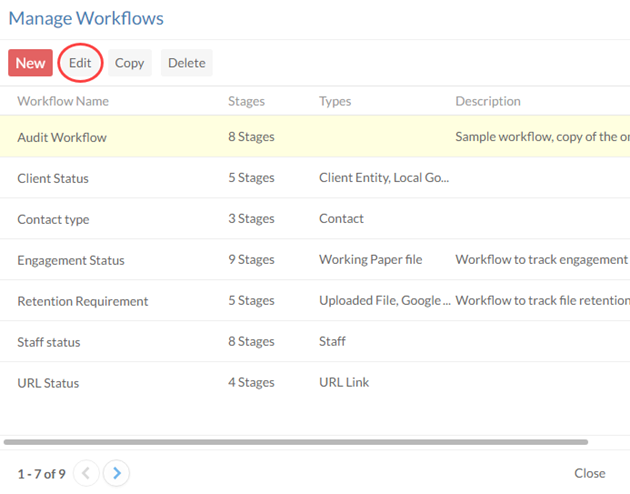 Manage Workflows
New Edit Copy Delete
Workflow Name Stages Types Description
Audit Workflow 8 Stages Sample workflow, copy of the
Client Status 5 Stages Client Entity, Local Go...
Contact type 3 Stages Contact
Engagement Status 9 Stages Working Paper file Workflow to track engagement
Retention Requirement 5 Stages Uploaded File, Google ... Workflow to track file retention
Staff status 8 Stages Staff
URL Status 4 Stages URL Link
1 - 7 of 9 Close